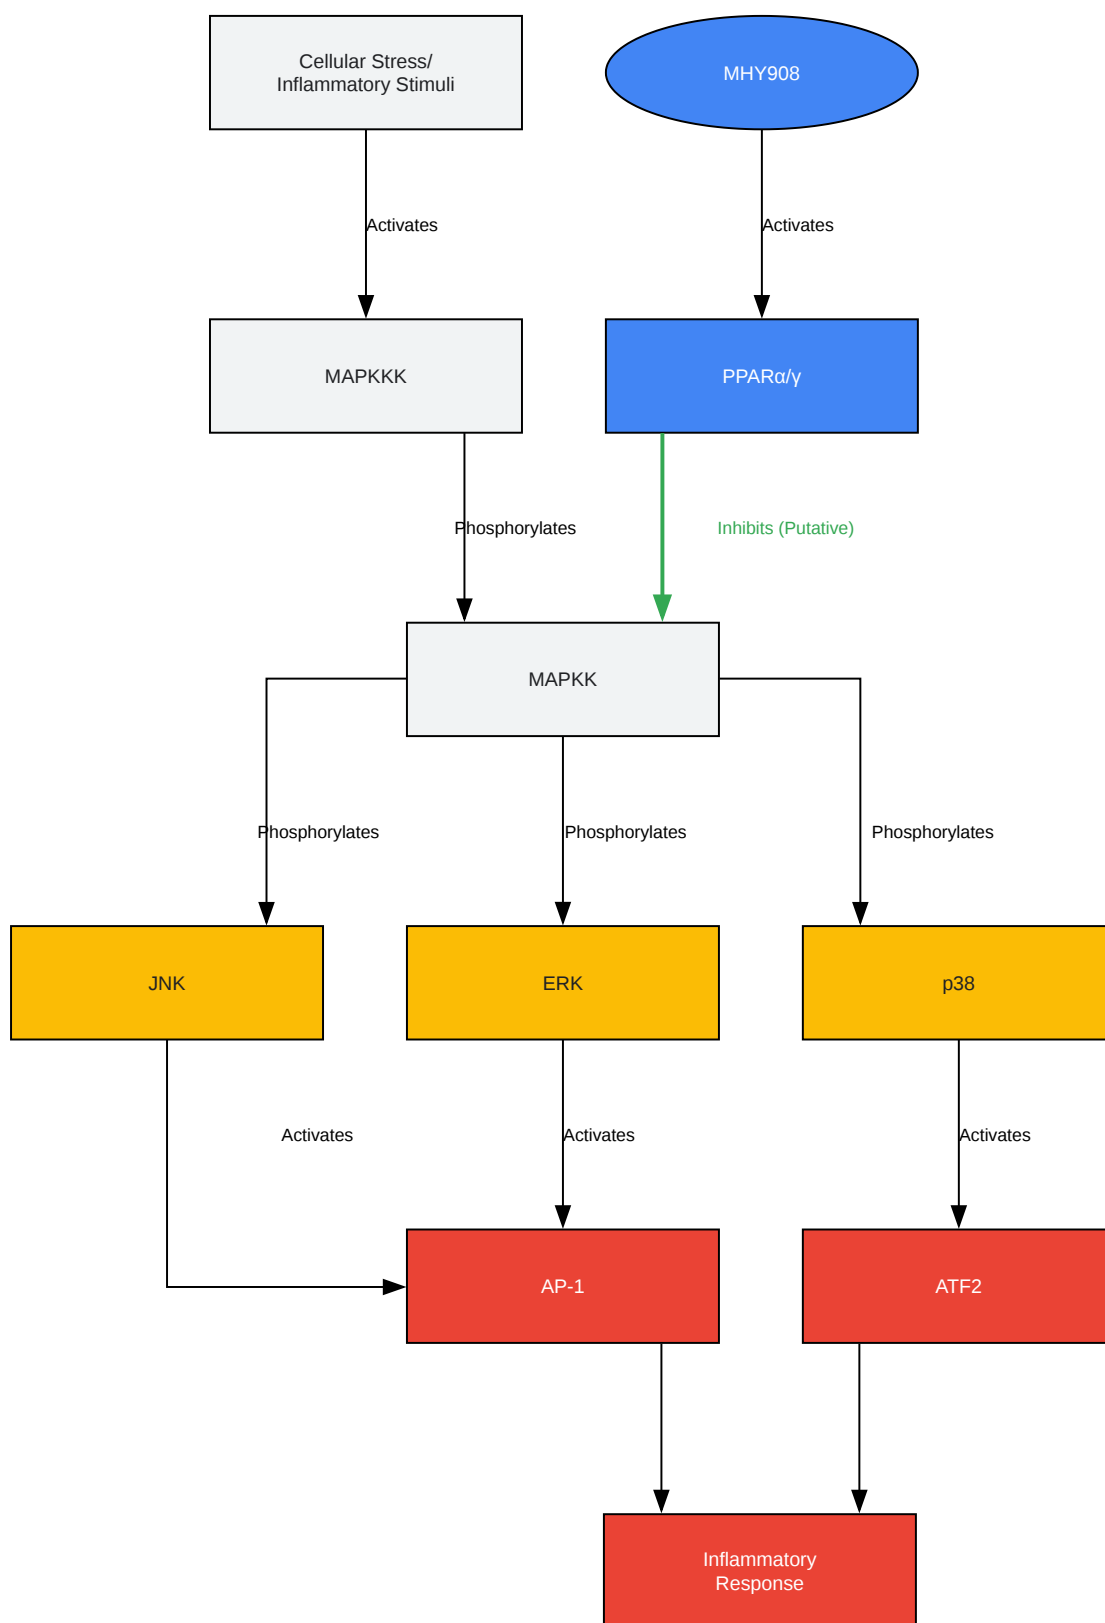 Cellular Stress/
Inflammatory Stimuli
MHY908
Activates
Activates
MAPKKK
PPARα/γ
Phosphorylates
Inhibits (Putative)
MAPKK
Phosphorylates
Phosphorylates
Phosphorylates
JNK
ERK
p38
Activates
Activates
Activates
AP-1
ATF2
Inflammatory
Response